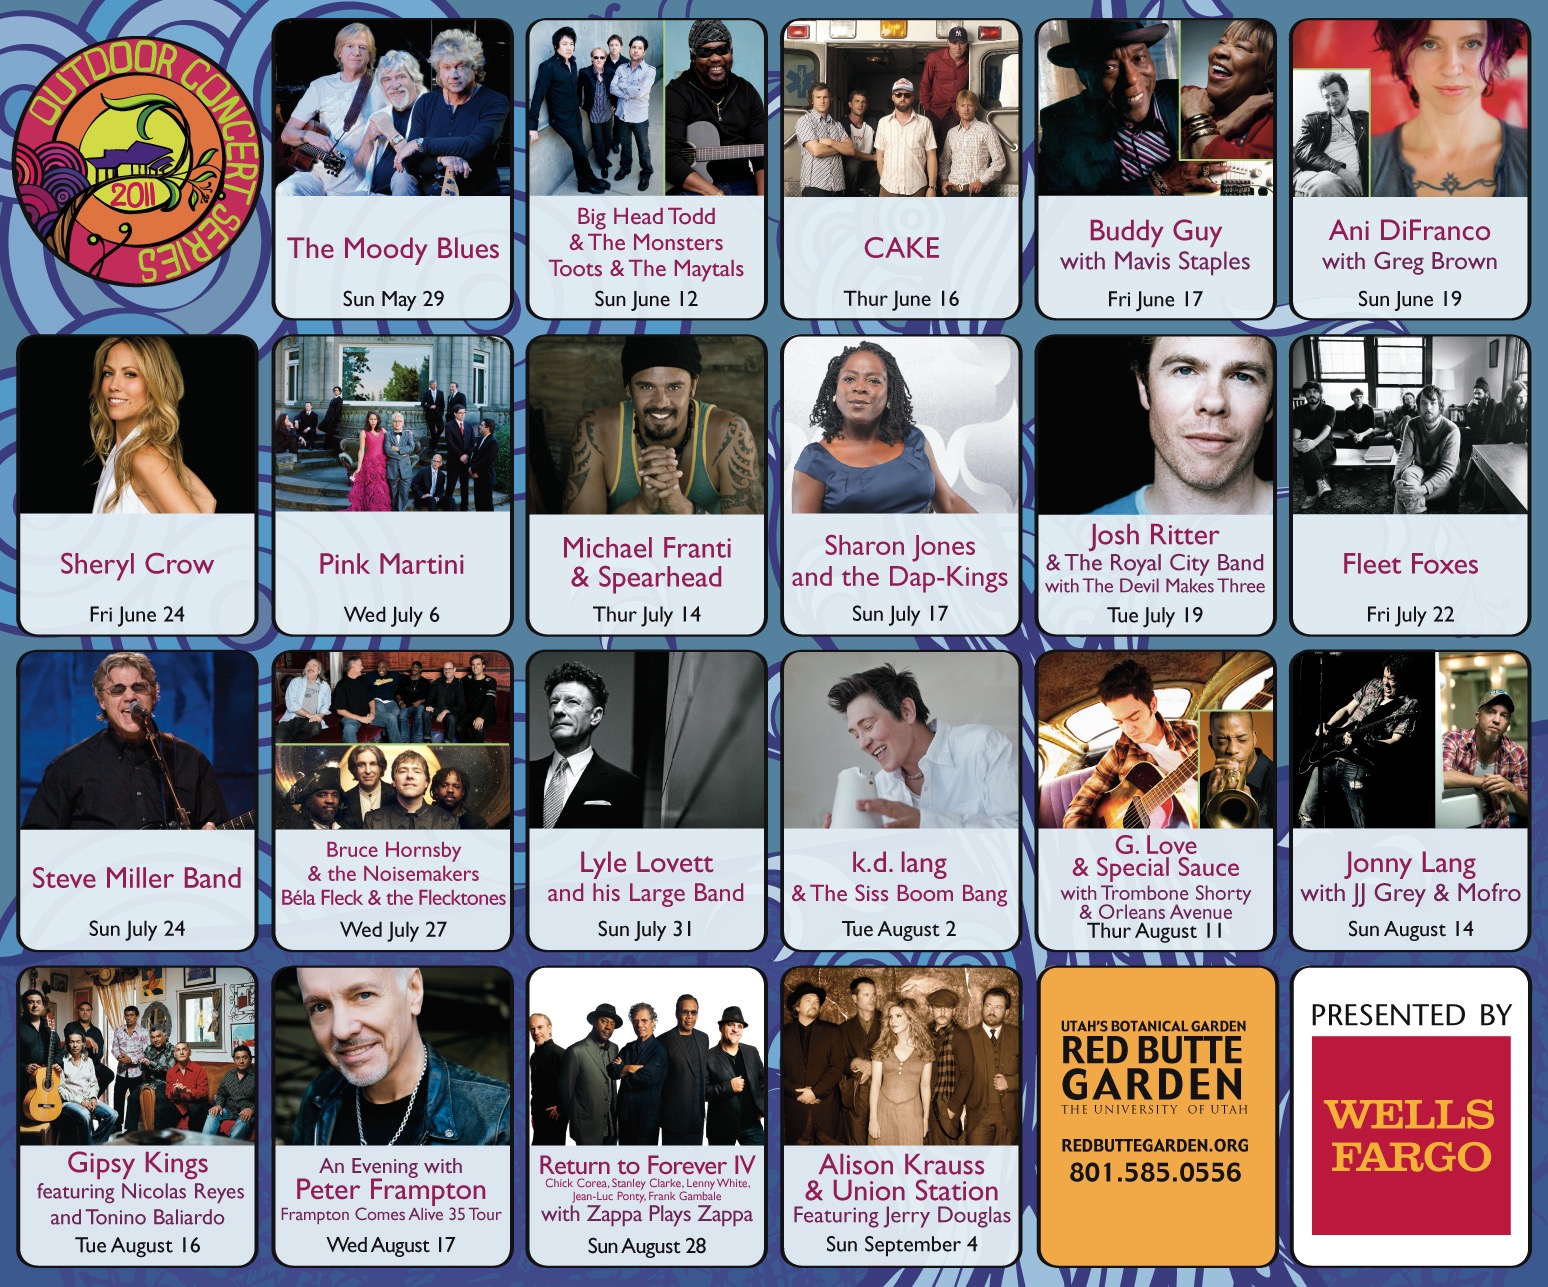 OUTDOOR CONCERT SERIES
2011
The Moody Blues
Sun May 29
Big Head Todd
& The Monsters
Toots & The Maytals
Sun June 12
CAKE
Thur June 16
Buddy Guy
with Mavis Staples
Fri June 17
Ani DiFranco
with Greg Brown
Sun June 19
Sheryl Crow
Fri June 24
Pink Martini
Wed July 6
Michael Franti
& Spearhead
Thur July 14
Sharon Jones
and the Dap-Kings
Sun July 17
Josh Ritter
& The Royal City Band
with The Devil Makes Three
Tue July 19
Fleet Foxes
Fri July 22
Steve Miller Band
Sun July 24
Bruce Hornsby
& the Noisemakers
Béla Fleck & the Flecktones
Wed July 27
Lyle Lovett
and his Large Band
Sun July 31
k.d. lang
& The Siss Boom Bang
Tue August 2
G. Love
& Special Sauce
with Trombone Shorty
& Orleans Avenue
Thur August 11
Jonny Lang
with JJ Grey & Mofro
Sun August 14
Gipsy Kings
featuring Nicolas Reyes
and Tonino Baliardo
Tue August 16
An Evening with
Peter Frampton
Frampton Comes Alive 35 Tour
Wed August 17
Return to Forever IV
Chick Corea, Stanley Clarke, Lenny White,
Jean-Luc Ponty, Frank Gambale
with Zappa Plays Zappa
Sun August 28
Alison Krauss
& Union Station
Featuring Jerry Douglas
Sun September 4
UTAH'S BOTANICAL GARDEN
RED BUTTE
GARDEN
THE UNIVERSITY OF UTAH
REDBUTTEGARDEN.ORG
801.585.0556
PRESENTED BY
WELLS
FARGO